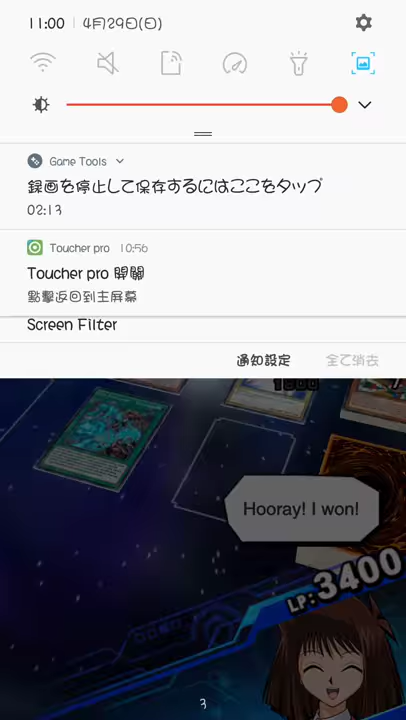 11:00 4月29日(日)
Game Tools
録画を停止して保存するにはここをタップ
02:13
Toucher pro 10:56
Toucher pro 開關
點擊返回到主屏幕
Screen Filter
通知設定 全て消去
1800
Hooray! I won!
LP:3400
3